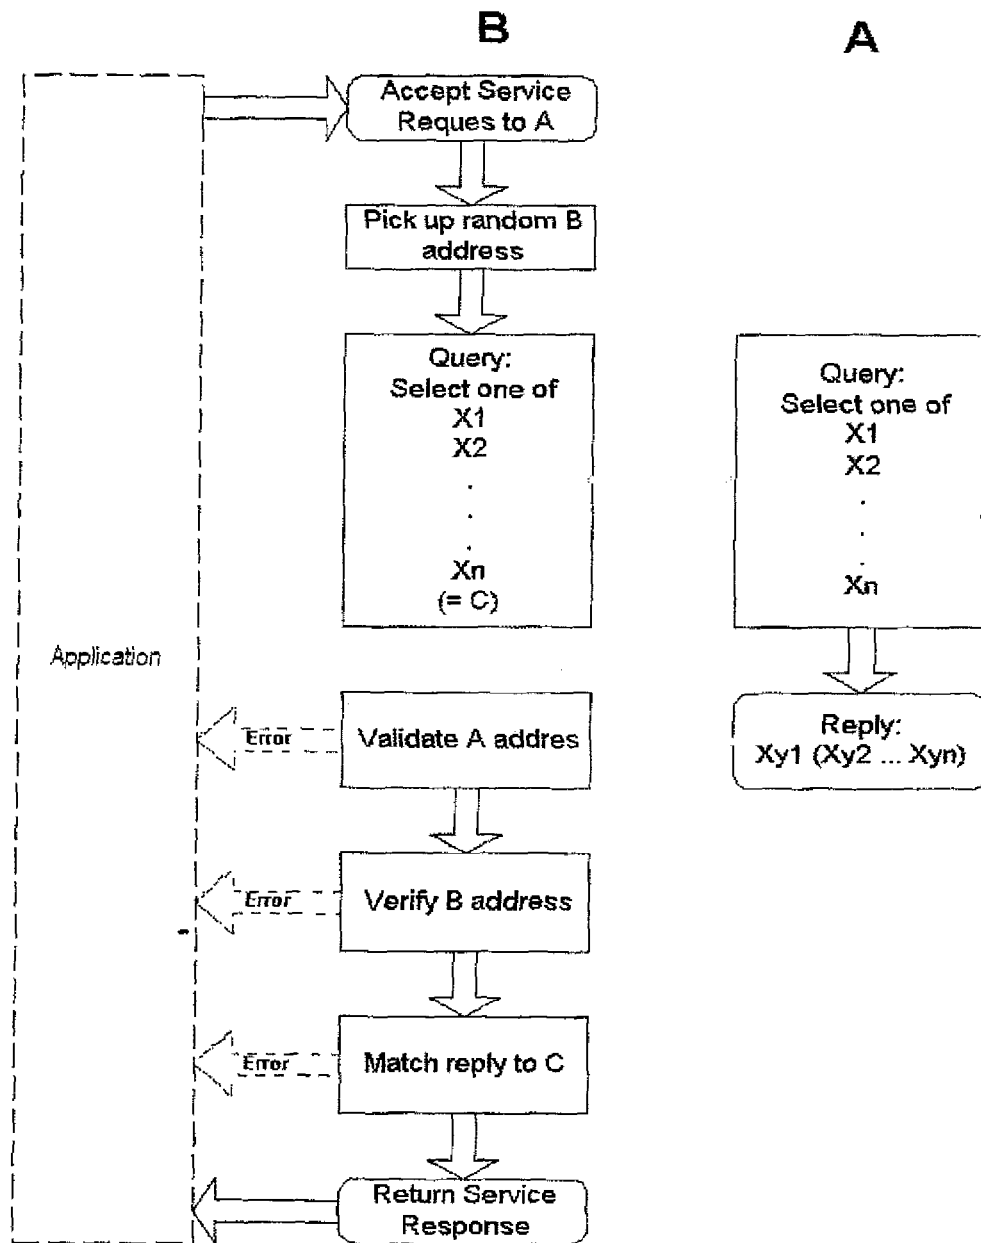 B
A
Accept Service
Reques to A
Pick up random B
address
Query:
Select one of
X1
X2
.
.
.
Xn
(= C)
Query:
Select one of
X1
X2
.
.
.
Xn
Application
Error
Validate A addres
Reply:
Xy1 (Xy2 ... Xyn)
Error
Verify B address
Error
Match reply to C
Return Service
Response